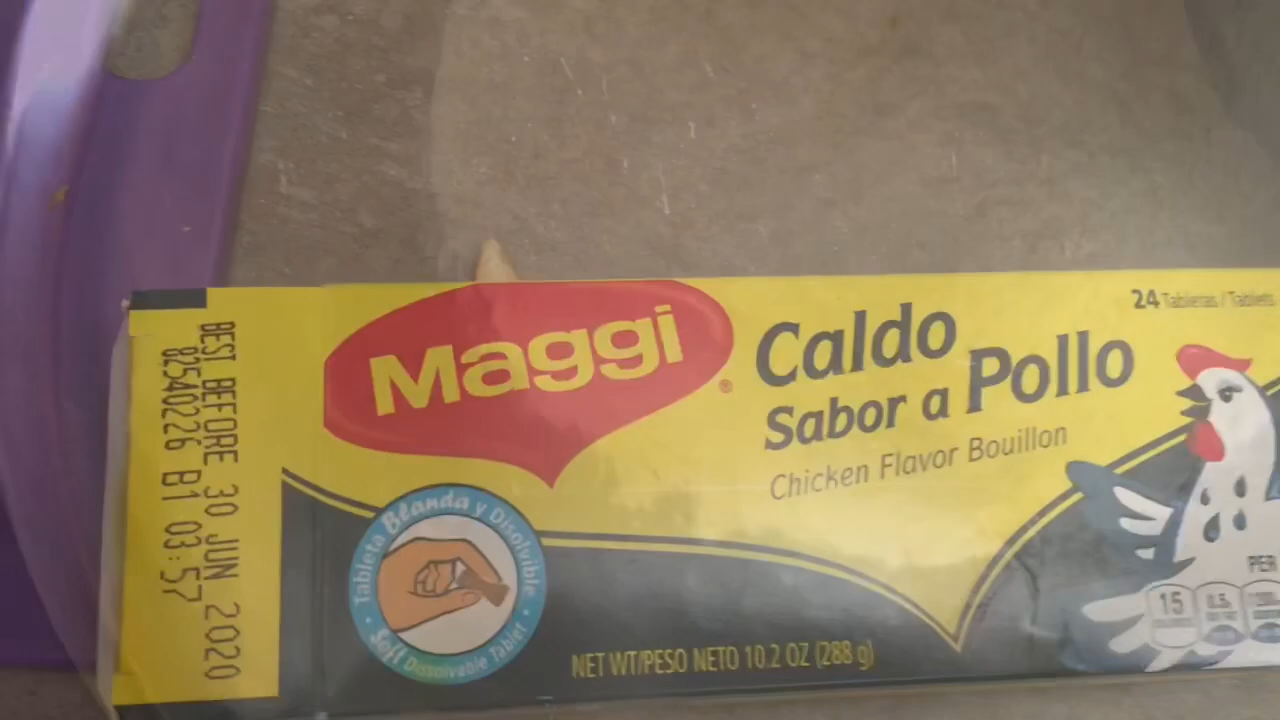 BEST BEFORE 30 JUN 2020
82540226 B1 03:57
Maggi
®
Caldo
Sabor a Pollo
Chicken Flavor Bouillon
24 Tabletas / Tablets
Tableta Blanda y Disolvible
Soft Dissolvable Tablet
NET WT/PESO NETO 10.2 OZ (288 g)
PER
15